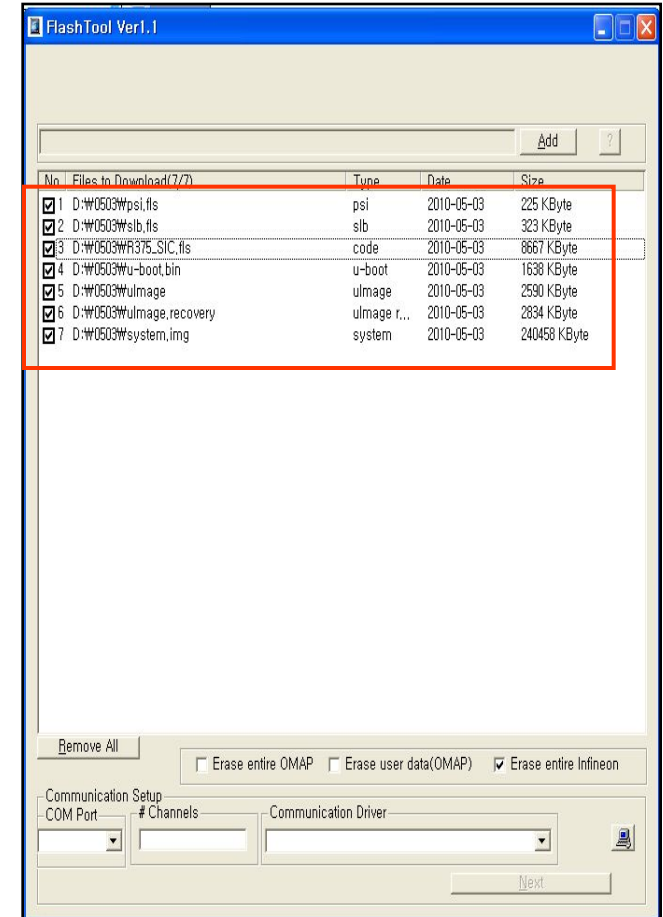 FlashTool Ver1.1
Add ?
No Files to Download(7/7) Type Date Size
1 D:₩0503₩psi,fls psi 2010-05-03 225 KByte
2 D:₩0503₩slb,fls slb 2010-05-03 323 KByte
3 D:₩0503₩R375_SIC,fls code 2010-05-03 8667 KByte
4 D:₩0503₩u-boot,bin u-boot 2010-05-03 1638 KByte
5 D:₩0503₩uImage uImage 2010-05-03 2590 KByte
6 D:₩0503₩uImage,recovery uImage r... 2010-05-03 2834 KByte
7 D:₩0503₩system,img system 2010-05-03 240458 KByte
Remove All
Erase entire OMAP Erase user data(OMAP) Erase entire Infineon
Communication Setup
COM Port # Channels Communication Driver
Next